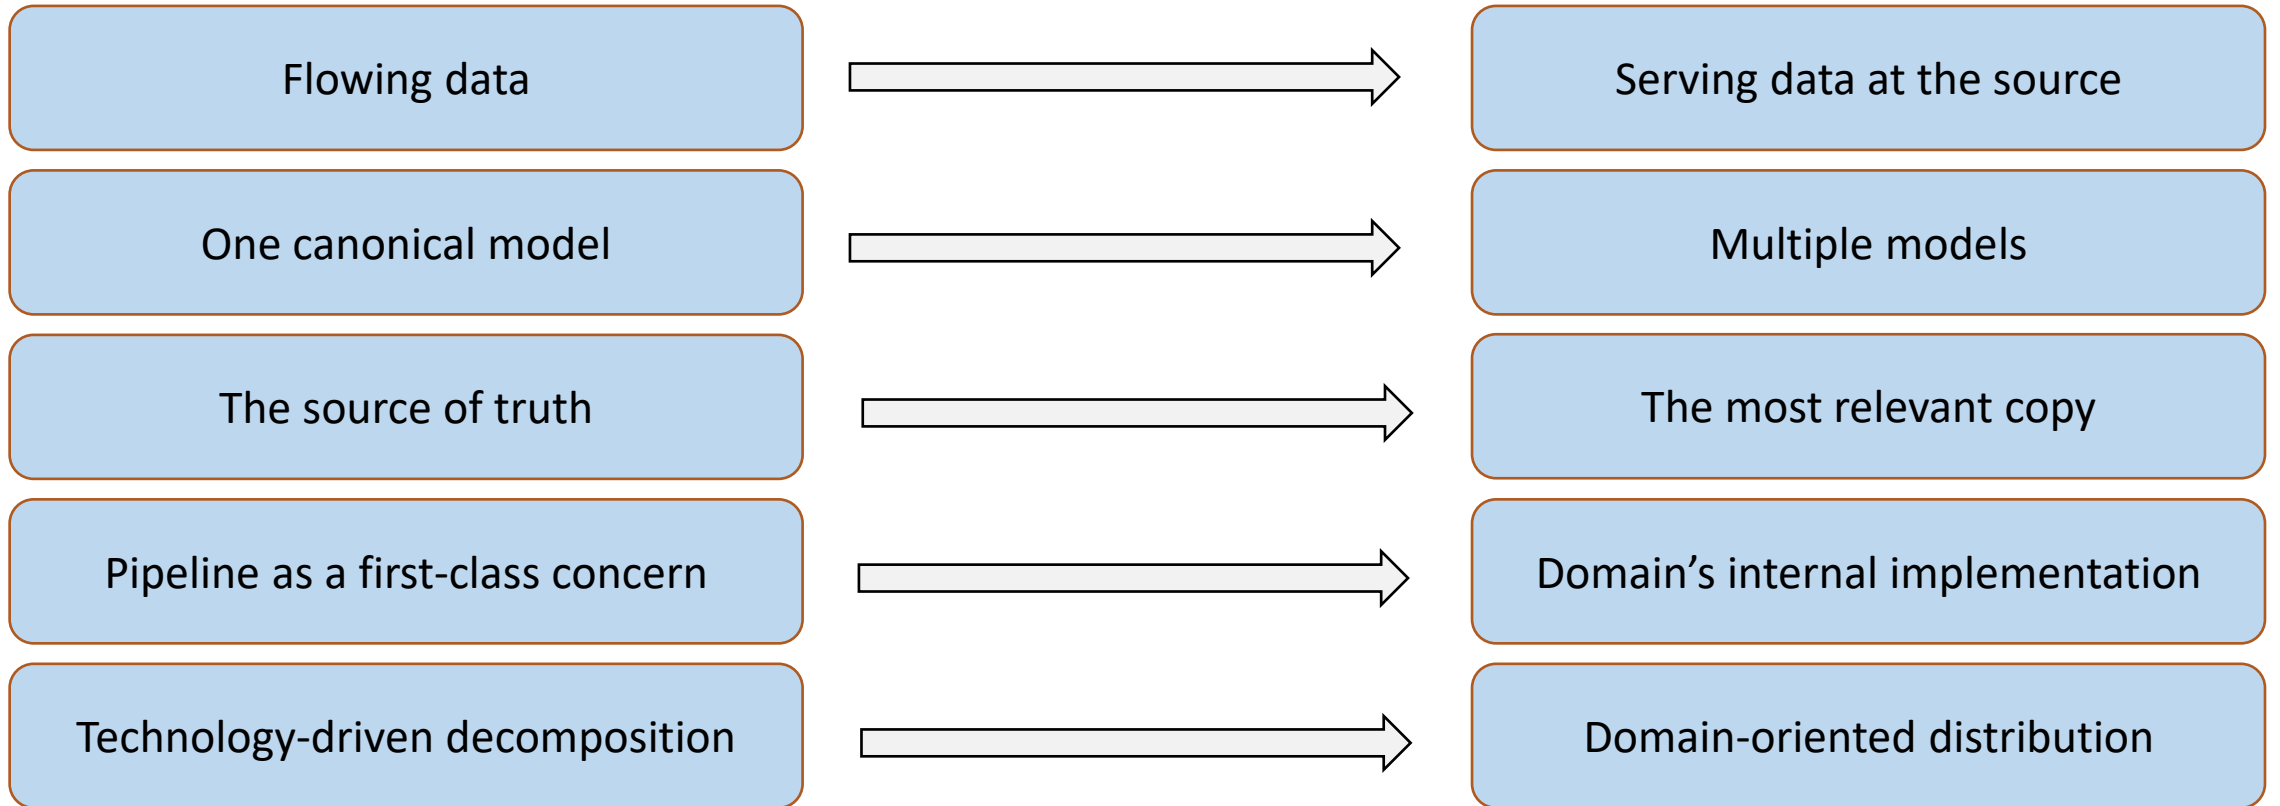 Flowing data
Serving data at the source
One canonical model
Multiple models
The source of truth
The most relevant copy
Pipeline as a first-class concern
Domain’s internal implementation
Technology-driven decomposition
Domain-oriented distribution